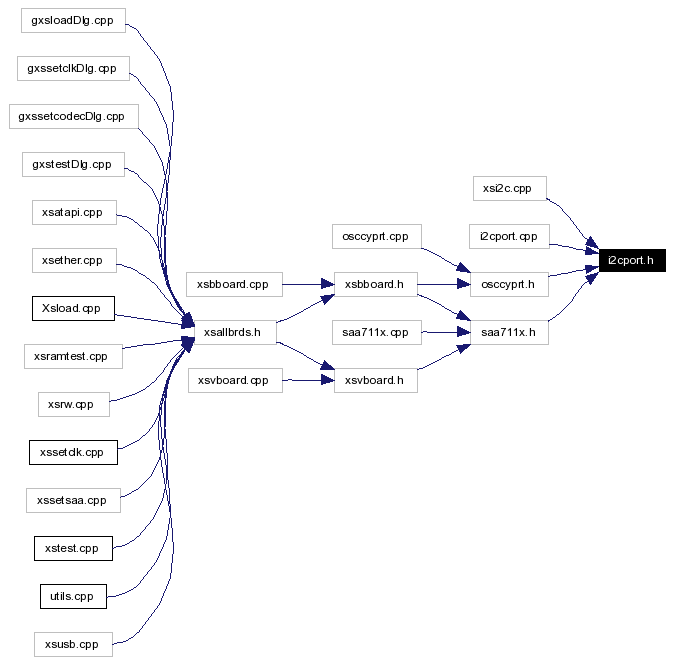 gxsloadDlg.cpp
gxssetclkDlg.cpp
gxssetcodecDlg.cpp
gxstestDlg.cpp
xsatapi.cpp
xsether.cpp
Xsload.cpp
xsramtest.cpp
xsrw.cpp
xssetclk.cpp
xssetsaa.cpp
xstest.cpp
utils.cpp
xsusb.cpp
xsbboard.cpp
xsallbrds.h
xsvboard.cpp
osccyprt.cpp
xsbboard.h
saa711x.cpp
xsvboard.h
xsi2c.cpp
i2cport.cpp
osccyprt.h
saa711x.h
i2cport.h